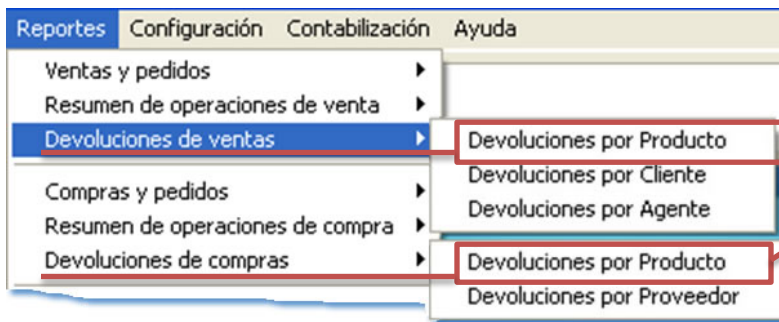 Reportes Configuración Contabilización Ayuda
Ventas y pedidos
Resumen de operaciones de venta
Devoluciones de ventas
Devoluciones por Producto
Devoluciones por Cliente
Devoluciones por Agente
Compras y pedidos
Resumen de operaciones de compra
Devoluciones de compras
Devoluciones por Producto
Devoluciones por Proveedor